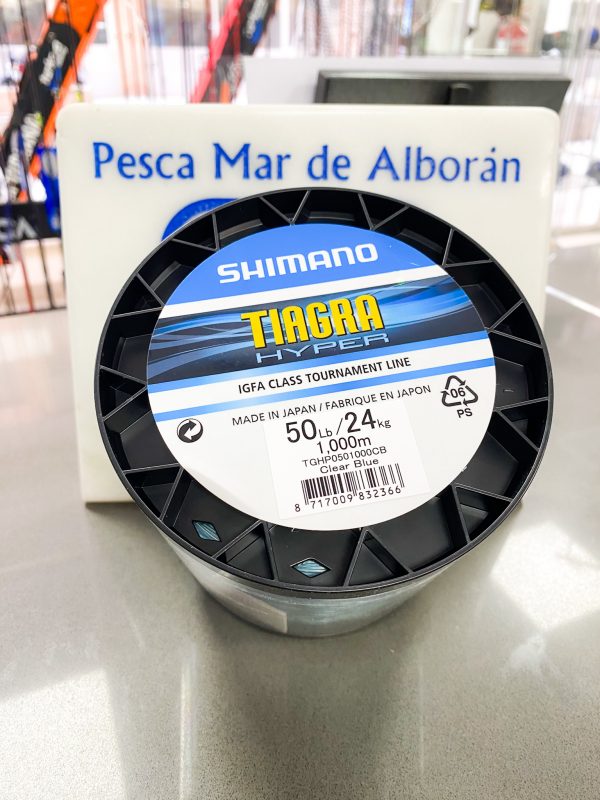 Pesca Mar de Alborán
SHIMANO
TIAGRA
HYPER
IGFA CLASS TOURNAMENT LINE
MADE IN JAPAN / FABRIQUE EN JAPON
06
PS
50Lb/24kg
1,000m
TGHP0501000CB
Clear Blue
8 717009 832366